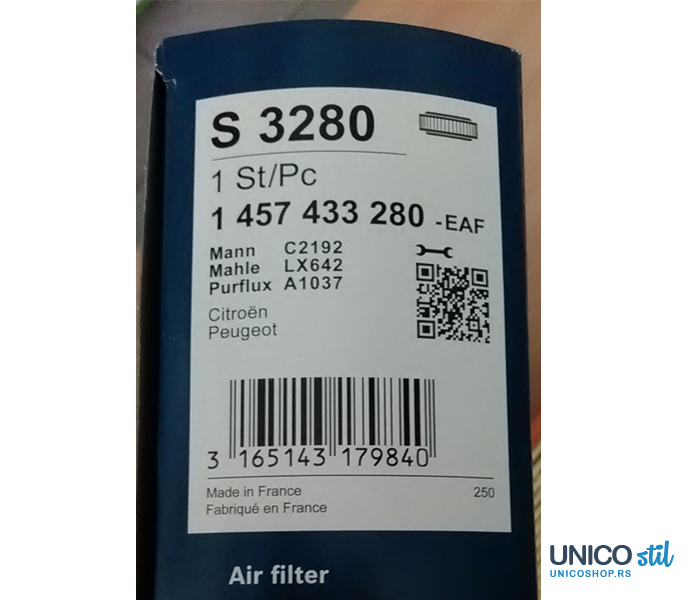 S 3280
1 St/Pc
1 457 433 280 -EAF
Mann C2192
Mahle LX642
Purflux A1037
Citroën
Peugeot
3 165143 179840
Made in France 250
Fabriqué en France
Air filter
UNICO stil
UNICOSHOP.RS